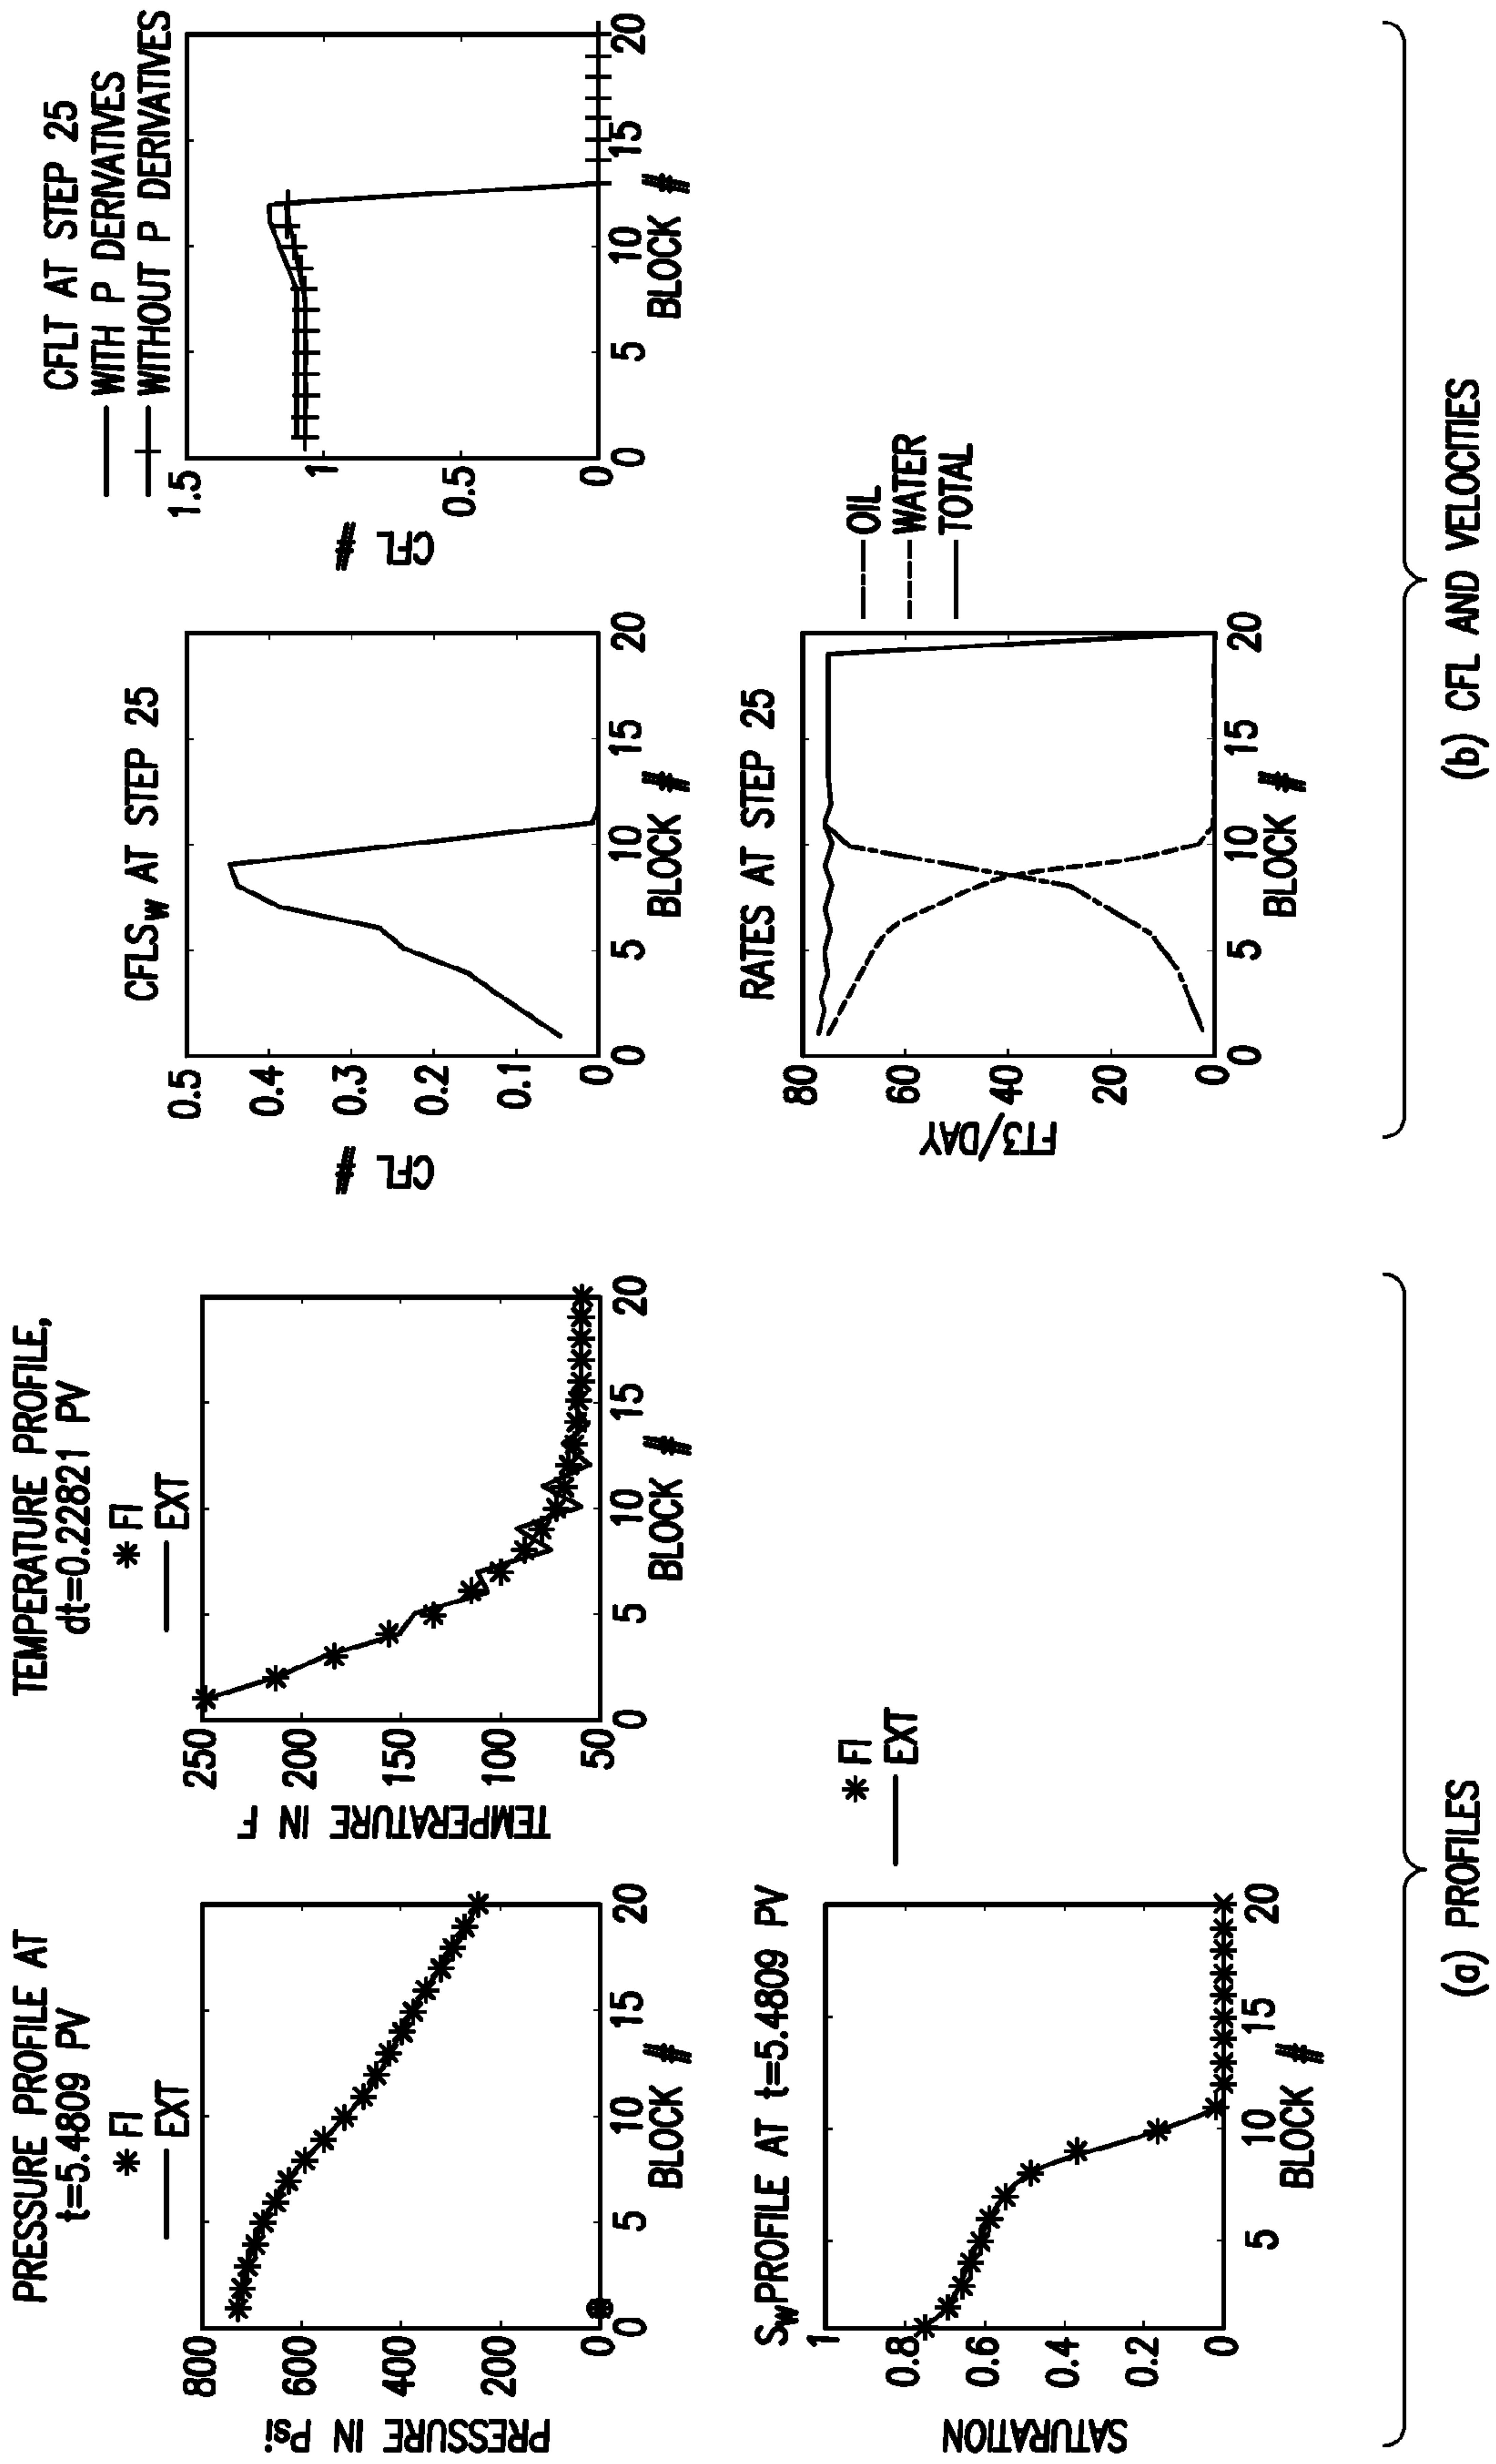 PRESSURE PROFILE AT
t=5.4809 PV
* FI
— EXT
PRESSURE IN Psi
800
600
400
200
0
0 5 10 15 20
BLOCK #
TEMPERATURE PROFILE,
dt=0.22821 PV
* FI
— EXT
TEMPERATURE IN F
250
200
150
100
50
0 5 10 15 20
BLOCK #
SwPROFILE AT t=5.4809 PV
* FI
— EXT
SATURATION
1
0.8
0.6
0.4
0.2
0
5 10 15 20
BLOCK #
(a) PROFILES
CFLSw AT STEP 25
CFL #
0.5
0.4
0.3
0.2
0.1
0
0 5 10 15 20
BLOCK #
CFLT AT STEP 25
WITH P DERIVATIVES
WITHOUT P DERIVATIVES
CFL #
1.5
1
0.5
0
0 5 10 15 20
BLOCK #
RATES AT STEP 25
OIL
WATER
TOTAL
FT3/DAY
80
60
40
20
0
0 5 10 15 20
BLOCK #
(b) CFL AND VELOCITIES